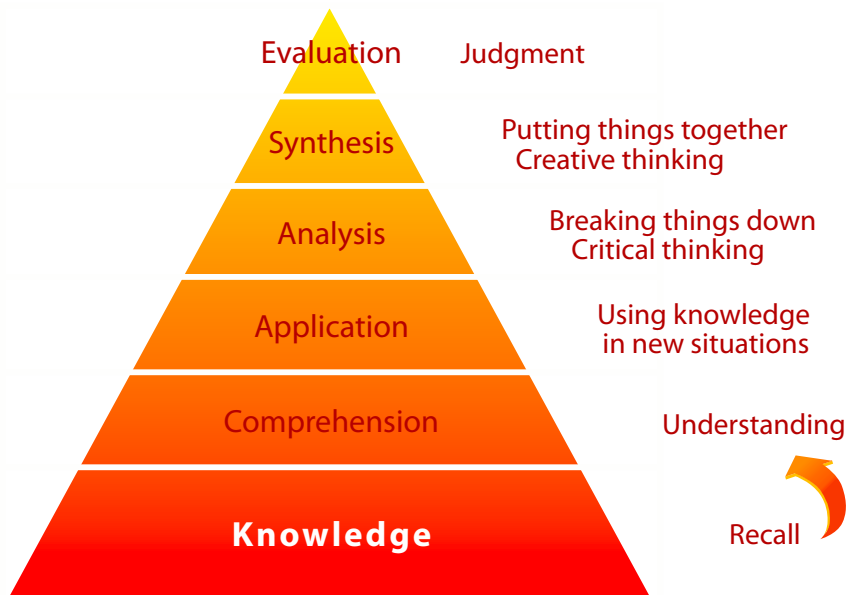 Evaluation
Judgment
Synthesis
Putting things together
Creative thinking
Analysis
Breaking things down
Critical thinking
Application
Using knowledge
in new situations
Comprehension
Understanding
Knowledge
Recall